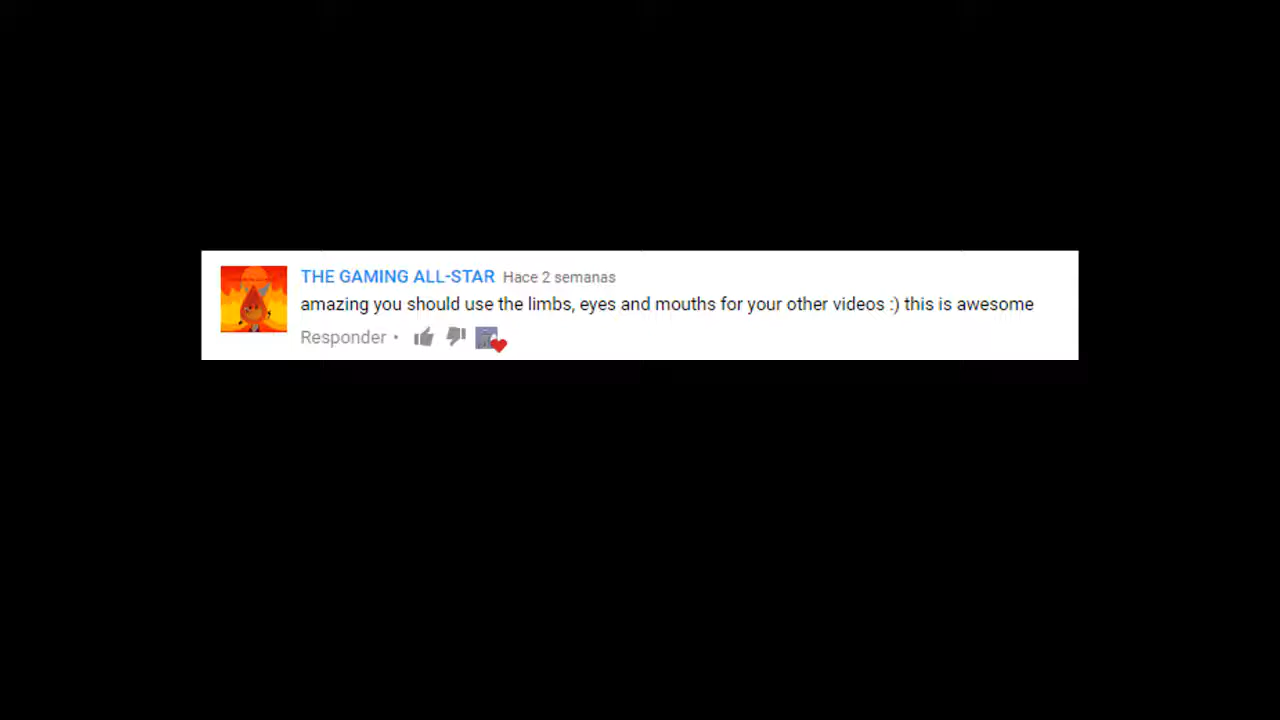 THE GAMING ALL-STAR Hace 2 semanas
amazing you should use the limbs, eyes and mouths for your other videos :) this is awesome
Responder •